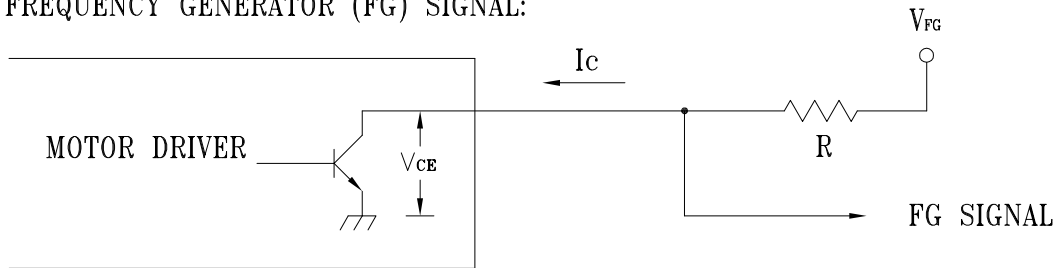 FREQUENCY GENERATOR (FG) SIGNAL:
VFG
Ic
MOTOR DRIVER
VCE
R
FG SIGNAL